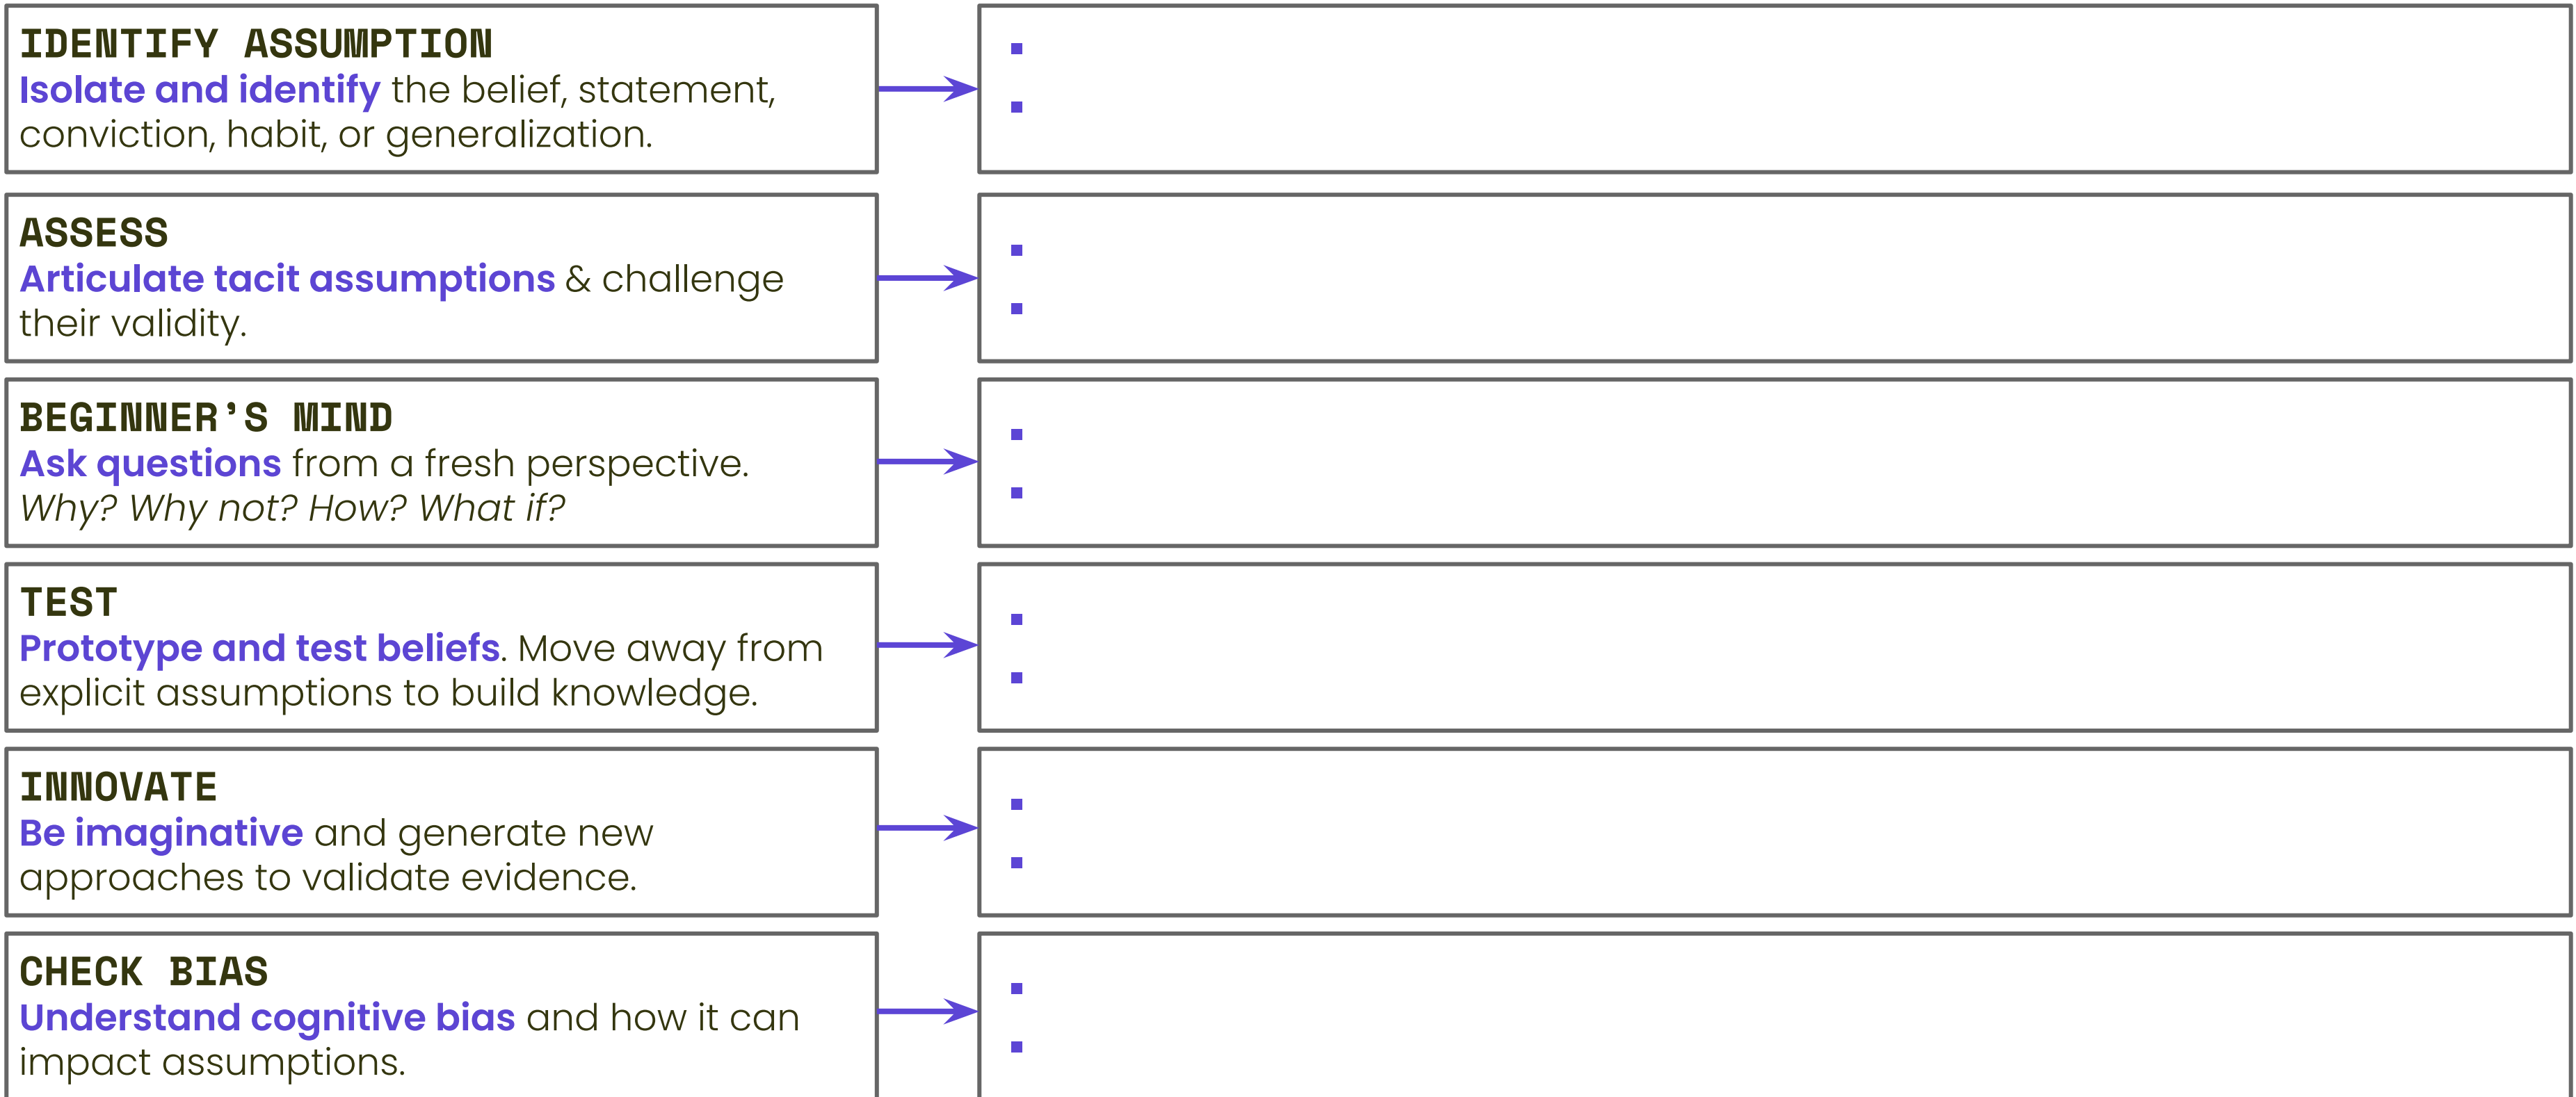 IDENTIFY ASSUMPTION
Isolate and identify the belief, statement,
conviction, habit, or generalization.
ASSESS
Articulate tacit assumptions & challenge
their validity.
BEGINNER'S MIND
Ask questions from a fresh perspective.
Why? Why not? How? What if?
TEST
Prototype and test beliefs. Move away from
explicit assumptions to build knowledge.
INNOVATE
Be imaginative and generate new
approaches to validate evidence.
CHECK BIAS
Understand cognitive bias and how it can
impact assumptions.